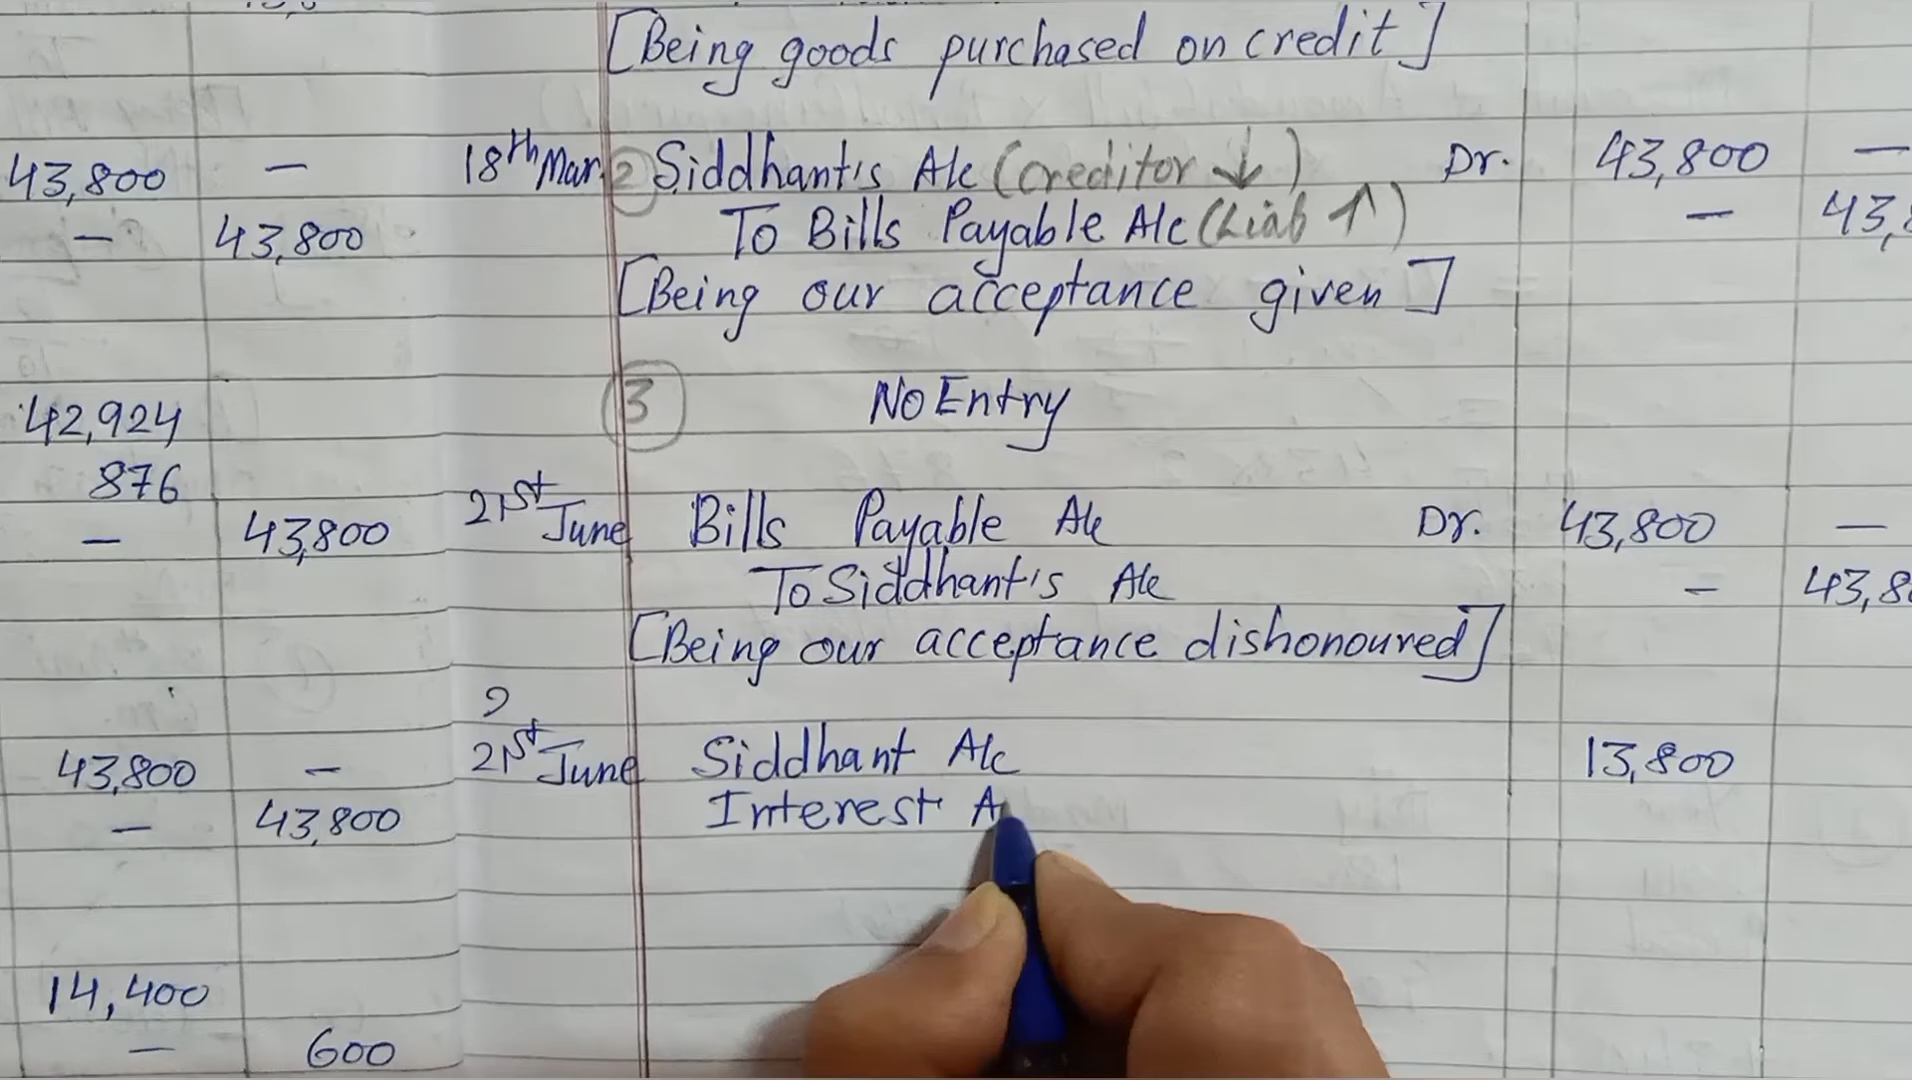 [Being goods purchased on credit]
43,800 — 18th Mar. 2 Siddhant's A/c (Creditor ↓) Dr. 43,800 —
— 43,800 To Bills Payable A/c (Liab ↑) — 43,8
[Being our acceptance given]
42,924 3 No Entry
876
— 43,800 21st June Bills Payable A/c Dr. 43,800 —
To Siddhant's A/c — 43,80
[Being our acceptance dishonoured]
2
43,800 — 21st June Siddhant A/c 13,800
— 43,800 Interest A
14,400
— 600